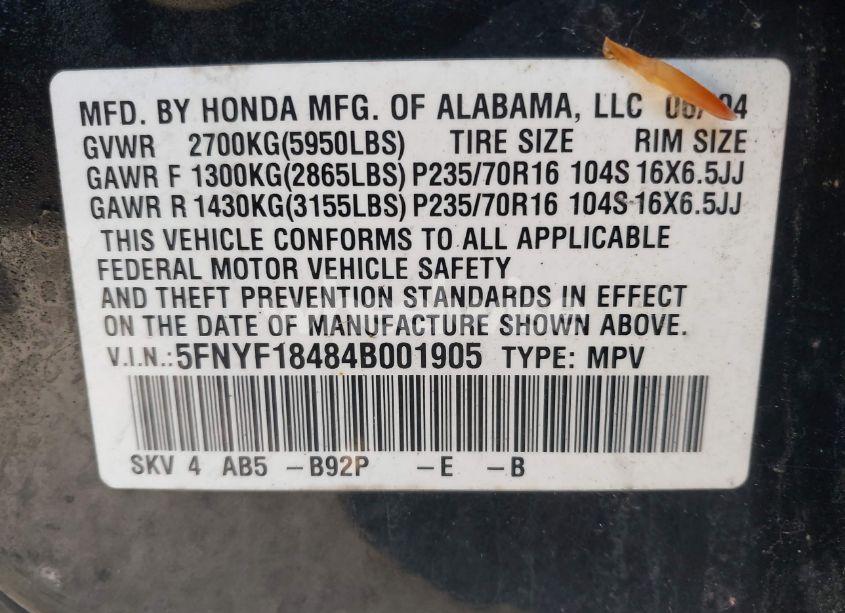 MFD. BY HONDA MFG. OF ALABAMA, LLC
GVWR 2700KG(5950LBS) TIRE SIZE RIM SIZE
GAWR F 1300KG(2865LBS) P235/70R16 104S 16X6.5JJ
GAWR R 1430KG(3155LBS) P235/70R16 104S 16X6.5JJ
THIS VEHICLE CONFORMS TO ALL APPLICABLE
FEDERAL MOTOR VEHICLE SAFETY
AND THEFT PREVENTION STANDARDS IN EFFECT
ON THE DATE OF MANUFACTURE SHOWN ABOVE.
V.I.N.: 5FNYF18484B001905 TYPE: MPV
SKV 4 AB5 -B92P -E -B